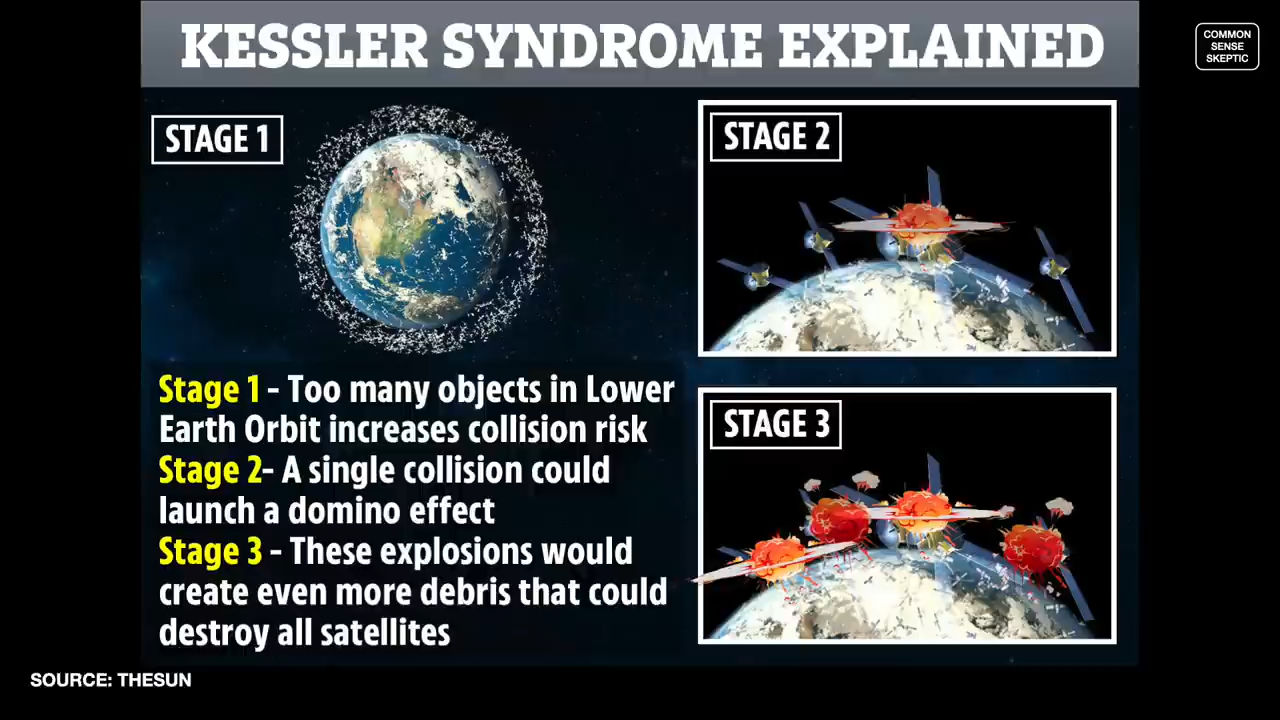 KESSLER SYNDROME EXPLAINED
COMMON
SENSE
SKEPTIC
STAGE 1
STAGE 2
Stage 1 - Too many objects in Lower
Earth Orbit increases collision risk
Stage 2- A single collision could
launch a domino effect
Stage 3 - These explosions would
create even more debris that could
destroy all satellites
STAGE 3
SOURCE: THESUN